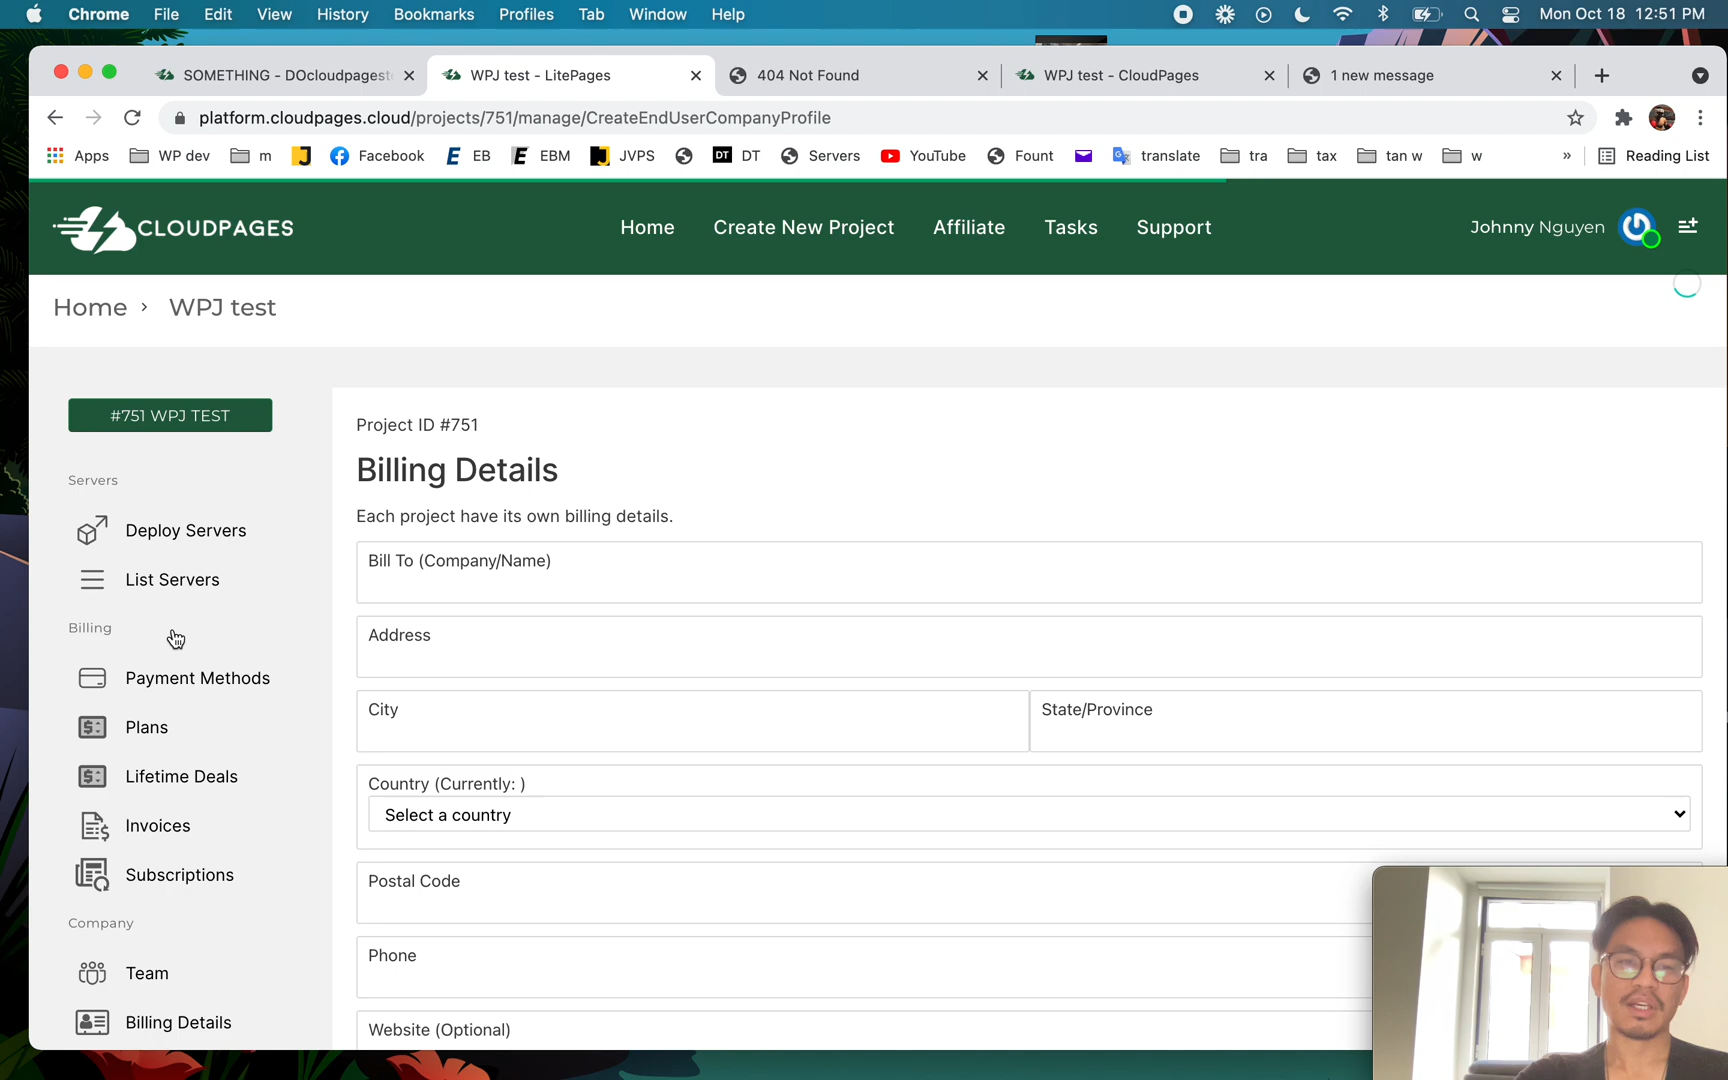 Chrome File Edit View History Bookmarks Profiles Tab Window Help Mon Oct 18 12:51 PM
SOMETHING - DOcloudpagest WPJ test - LitePages 404 Not Found WPJ test - CloudPages 1 new message
platform.cloudpages.cloud/projects/751/manage/CreateEndUserCompanyProfile
Apps WP dev m J Facebook E EB E EBM J JVPS DT DT Servers YouTube Fount translate tra tax tan w w » Reading List
CLOUDPAGES Home Create New Project Affiliate Tasks Support Johnny Nguyen
Home › WPJ test
#751 WPJ TEST
Servers
Deploy Servers
List Servers
Billing
Payment Methods
Plans
Lifetime Deals
Invoices
Subscriptions
Company
Team
Billing Details
Project ID #751
Billing Details
Each project have its own billing details.
Bill To (Company/Name)
Address
City State/Province
Country (Currently: )
Select a country
Postal Code
Phone
Website (Optional)